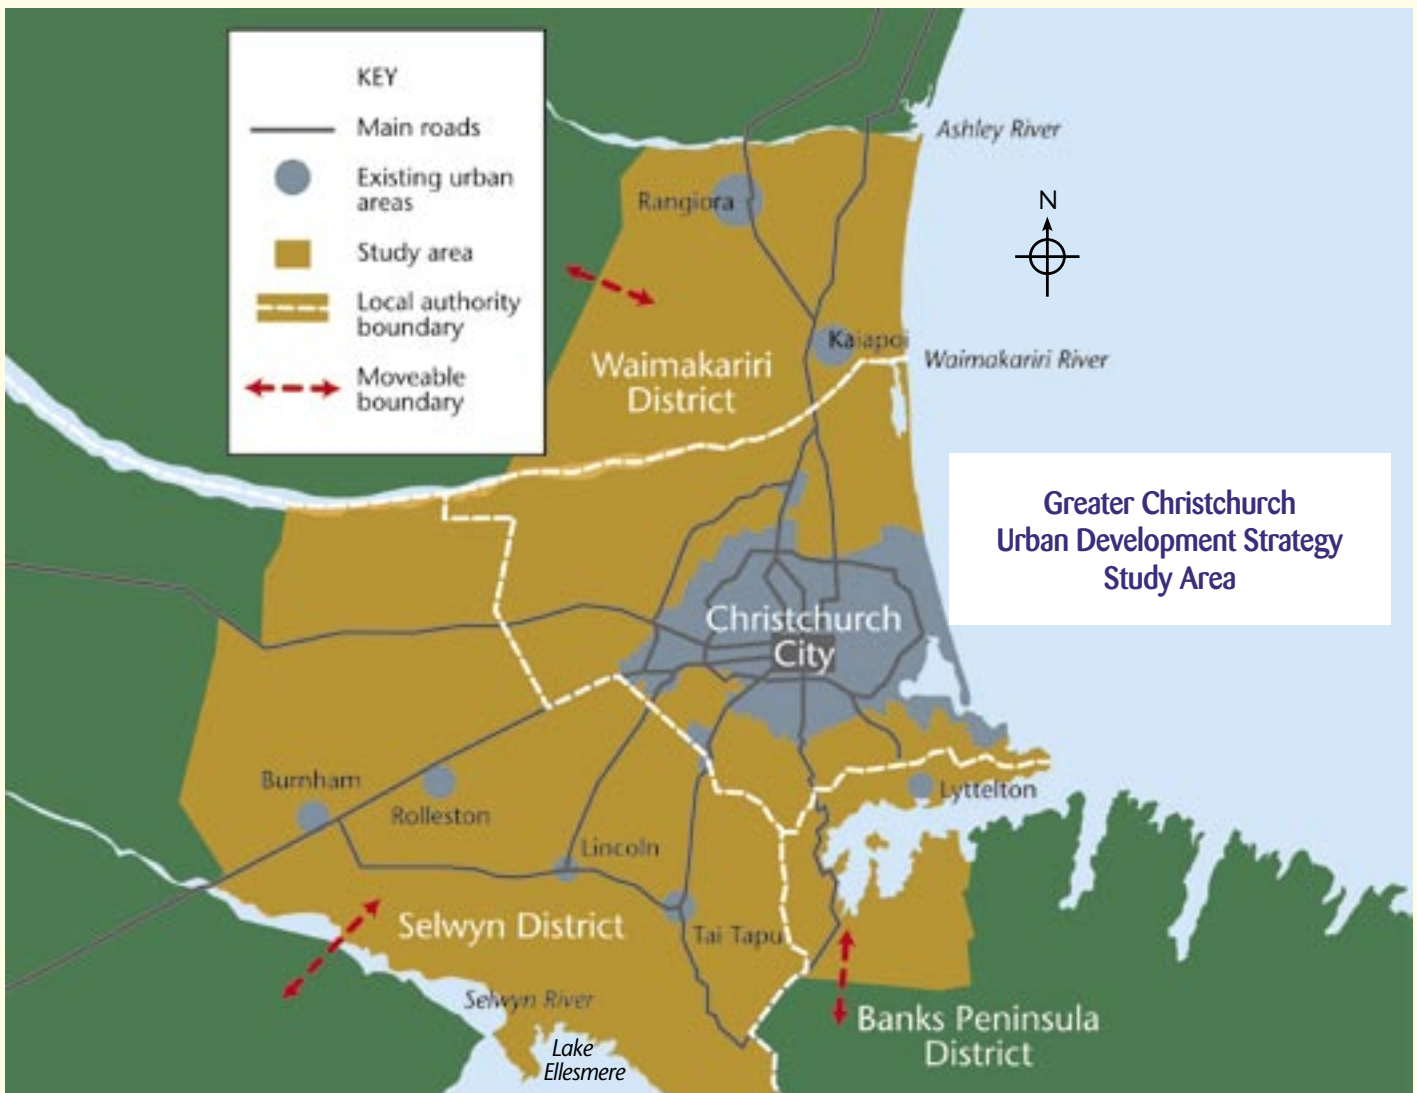 KEY
Main roads
Existing urban
areas
Study area
Local authority
boundary
Moveable
boundary
Ashley River
N
Rangiora
Kaiapoi
Waimakariri River
Waimakariri
District
Greater Christchurch
Urban Development Strategy
Study Area
Christchurch
City
Burnham
Rolleston
Lyttelton
Lincoln
Selwyn District
Tai Tapu
Selwyn River
Banks Peninsula
District
Lake
Ellesmere